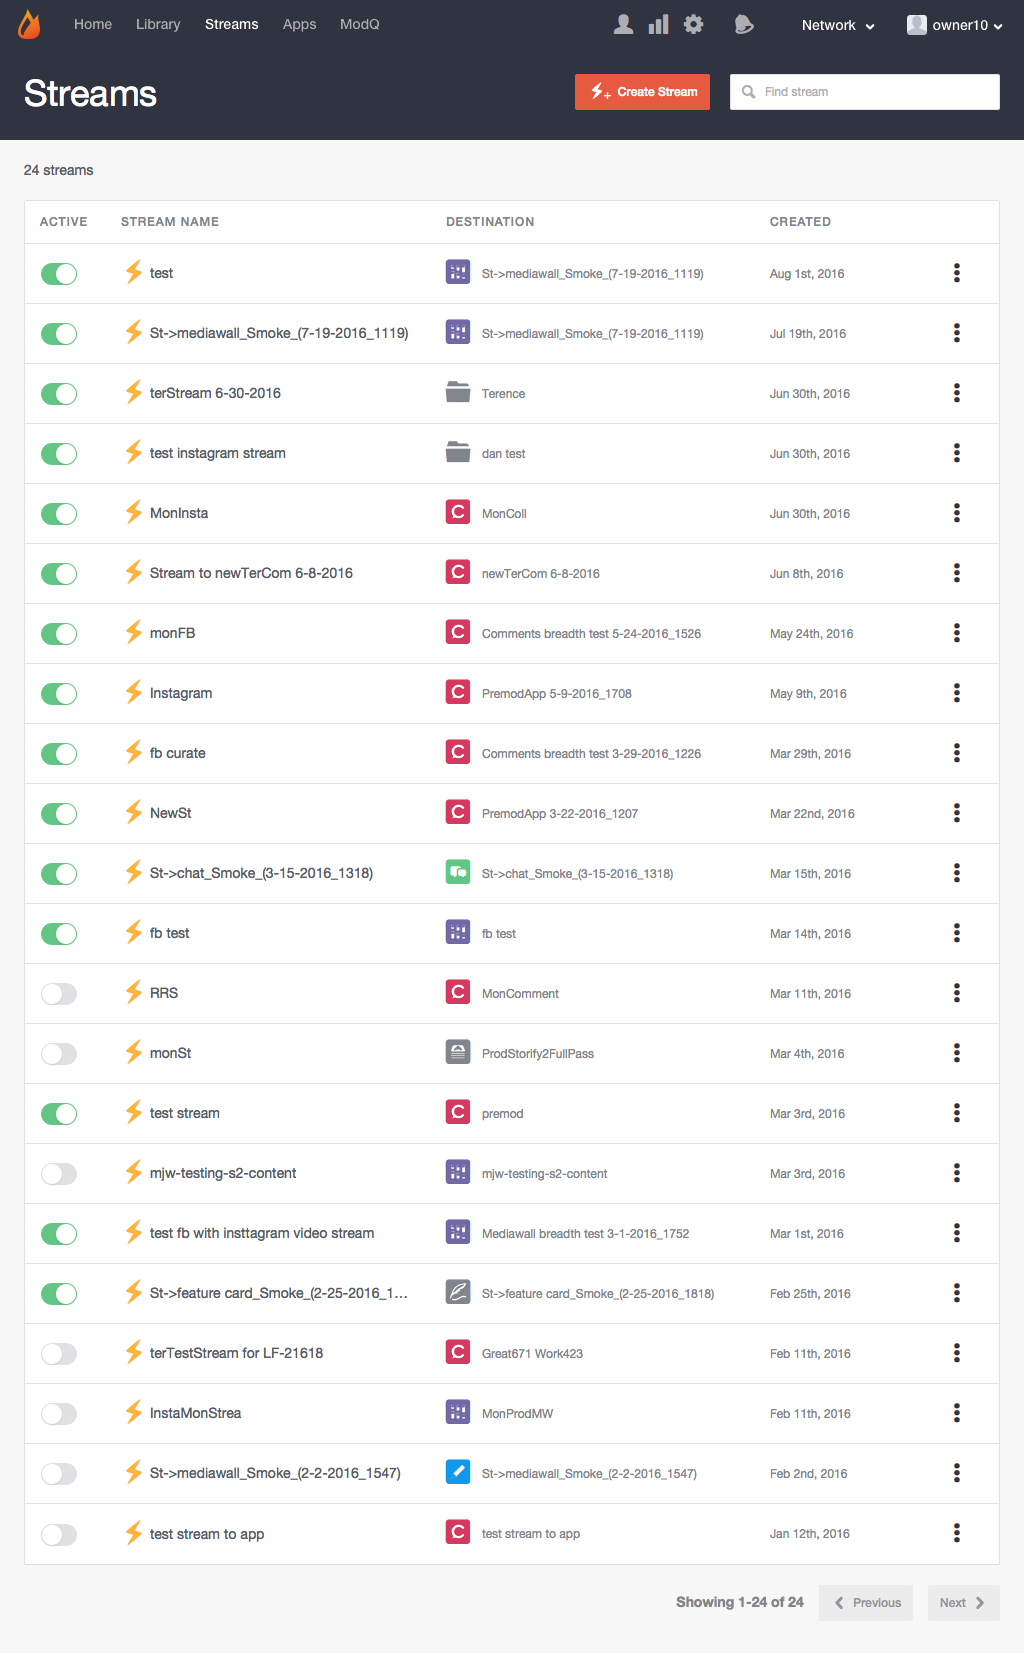 Home Library Streams Apps ModQ Network owner10
Streams
Create Stream
Find stream
24 streams
ACTIVE STREAM NAME DESTINATION CREATED
test St->mediawall_Smoke_(7-19-2016_1119) Aug 1st, 2016
St->mediawall_Smoke_(7-19-2016_1119) St->mediawall_Smoke_(7-19-2016_1119) Jul 19th, 2016
terStream 6-30-2016 Terence Jun 30th, 2016
test instagram stream dan test Jun 30th, 2016
MonInsta MonColl Jun 30th, 2016
Stream to newTerCom 6-8-2016 newTerCom 6-8-2016 Jun 8th, 2016
monFB Comments breadth test 5-24-2016_1526 May 24th, 2016
Instagram PremodApp 5-9-2016_1708 May 9th, 2016
fb curate Comments breadth test 3-29-2016_1226 Mar 29th, 2016
NewSt PremodApp 3-22-2016_1207 Mar 22nd, 2016
St->chat_Smoke_(3-15-2016_1318) St->chat_Smoke_(3-15-2016_1318) Mar 15th, 2016
fb test fb test Mar 14th, 2016
RRS MonComment Mar 11th, 2016
monSt ProdStorify2FullPass Mar 4th, 2016
test stream premod Mar 3rd, 2016
mjw-testing-s2-content mjw-testing-s2-content Mar 3rd, 2016
test fb with insttagram video stream Mediawall breadth test 3-1-2016_1752 Mar 1st, 2016
St->feature card_Smoke_(2-25-2016_1... St->feature card_Smoke_(2-25-2016_1818) Feb 25th, 2016
terTestStream for LF-21618 Great671 Work423 Feb 11th, 2016
InstaMonStrea MonProdMW Feb 11th, 2016
St->mediawall_Smoke_(2-2-2016_1547) St->mediawall_Smoke_(2-2-2016_1547) Feb 2nd, 2016
test stream to app test stream to app Jan 12th, 2016
Showing 1-24 of 24 Previous Next